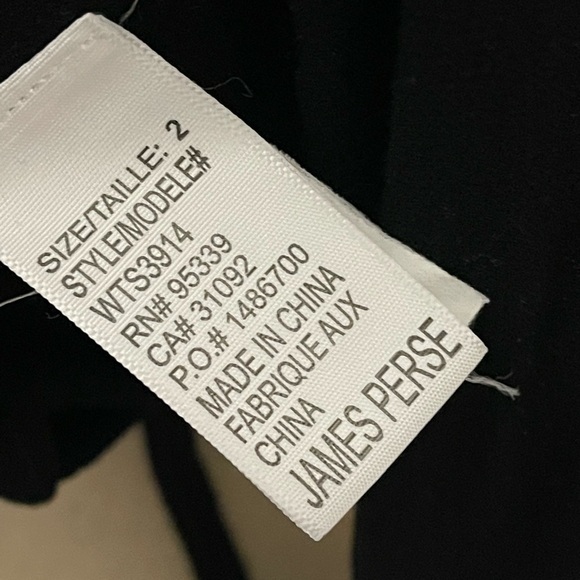 SIZE/TAILLE: 2
STYLE/MODELE#
WTS3914
RN# 95339
CA# 31092
P.O.# 1486700
MADE IN CHINA
FABRIQUE AUX
CHINA
JAMES PERSE